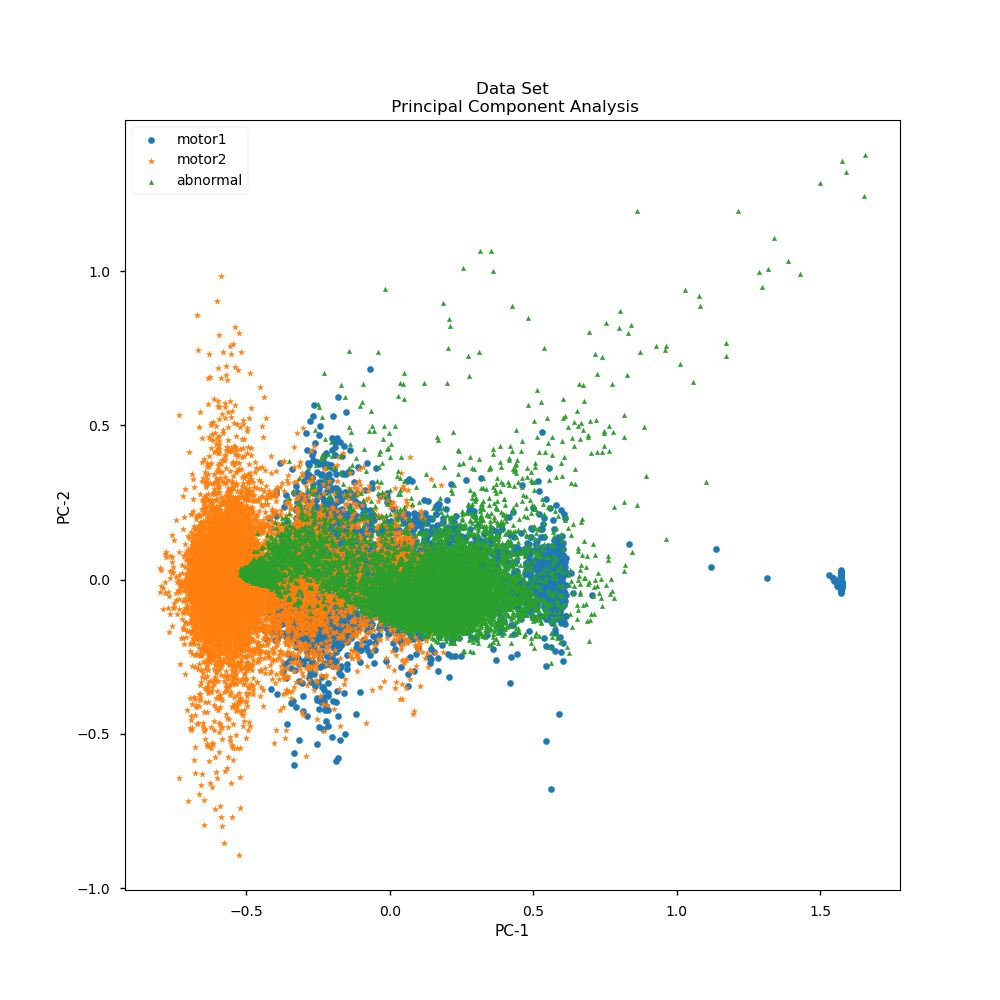 Data Set
Principal Component Analysis
motor1
motor2
abnormal
1.0
0.5
0.0
−0.5
−1.0
PC-2
−0.5
0.0
0.5
1.0
1.5
PC-1